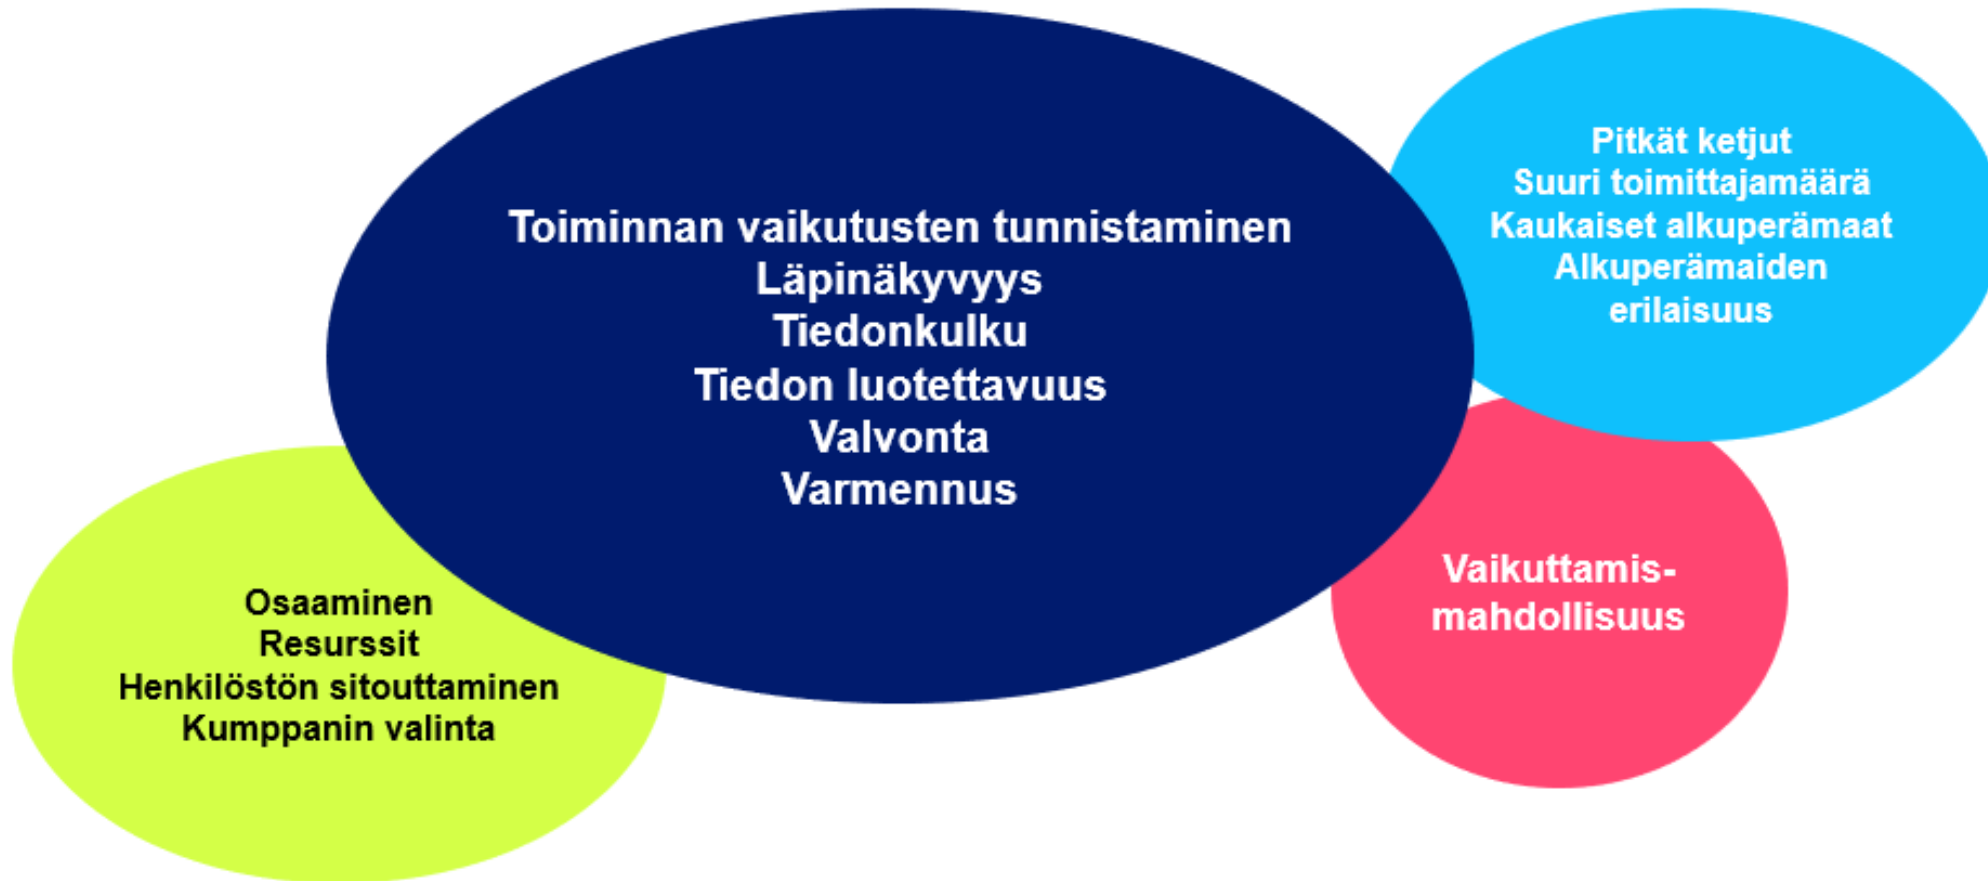 Toiminnan vaikutusten tunnistaminen
Läpinäkyvyys
Tiedonkulku
Tiedon luotettavuus
Valvonta
Varmennus
Pitkät ketjut
Suuri toimittajamäärä
Kaukaiset alkuperämaat
Alkuperämaiden
erilaisuus
Vaikuttamis-
mahdollisuus
Osaaminen
Resurssit
Henkilöstön sitouttaminen
Kumppanin valinta